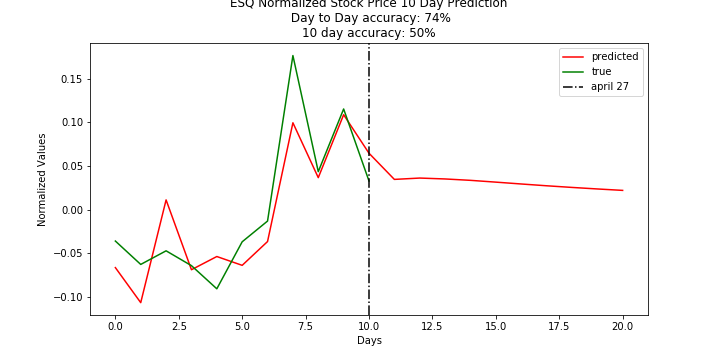 ESQ Normalized Stock Price 10 Day Prediction
Day to Day accuracy: 74%
10 day accuracy: 50%
predicted
true
april 27
0.15
0.10
0.05
0.00
−0.05
−0.10
Normalized Values
0.0 2.5 5.0 7.5 10.0 12.5 15.0 17.5 20.0
Days